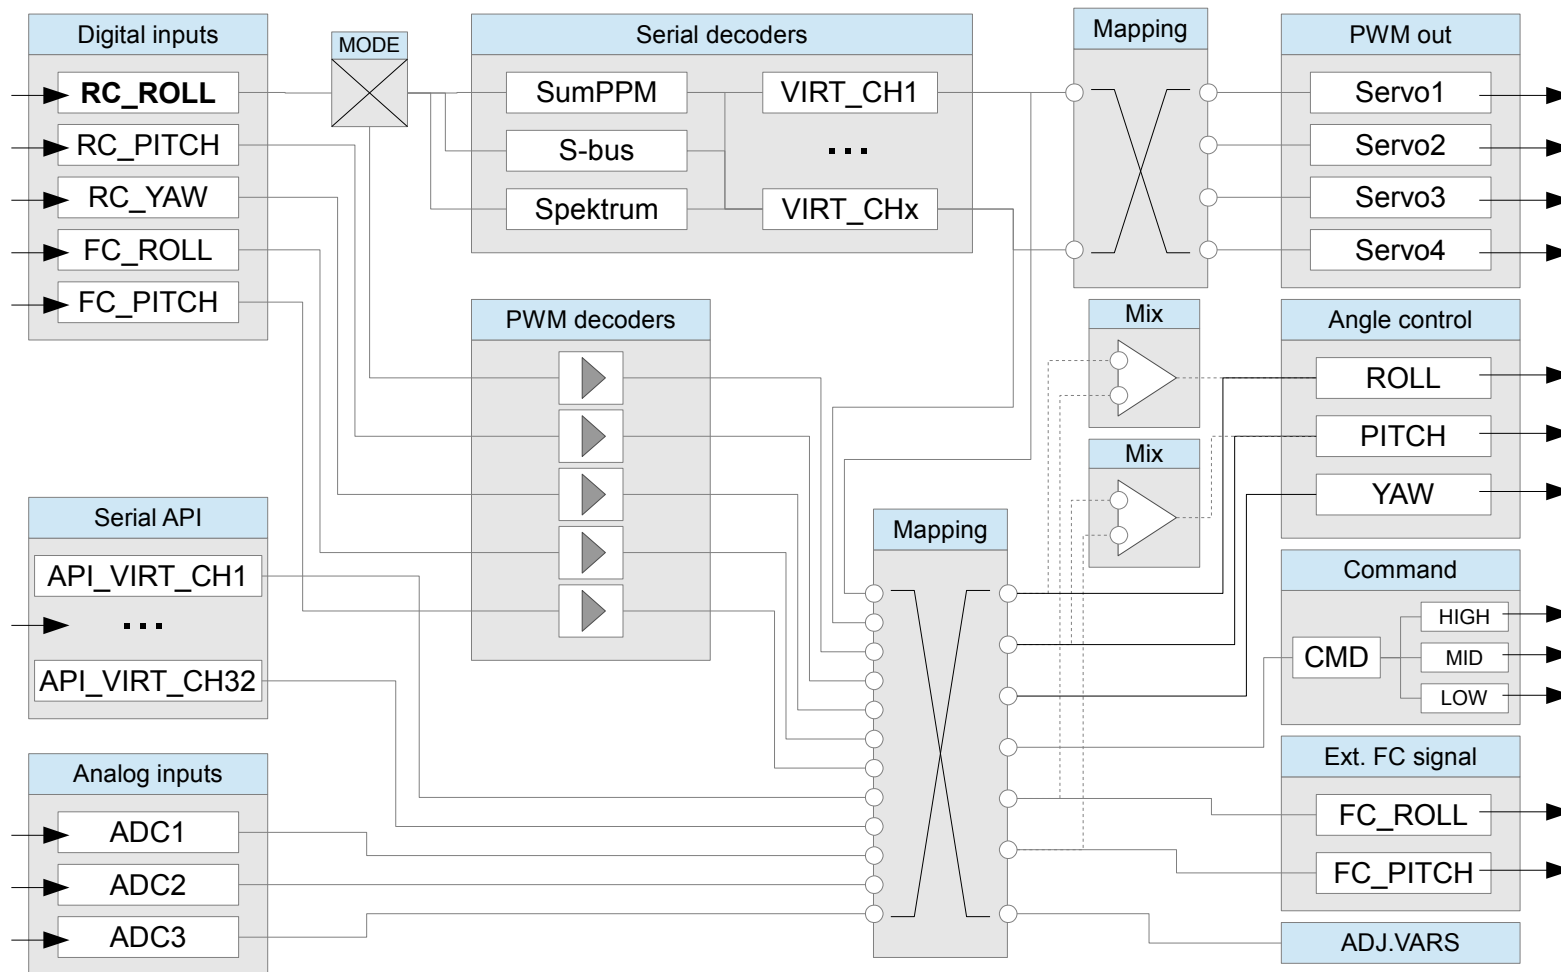 Digital inputs
RC_ROLL
RC_PITCH
RC_YAW
FC_ROLL
FC_PITCH
MODE
Serial decoders
SumPPM
S-bus
Spektrum
VIRT_CH1
...
VIRT_CHx
Mapping
PWM out
Servo1
Servo2
Servo3
Servo4
PWM decoders
Mix
Mix
Angle control
ROLL
PITCH
YAW
Serial API
API_VIRT_CH1
...
API_VIRT_CH32
Mapping
Command
CMD
HIGH
MID
LOW
Analog inputs
ADC1
ADC2
ADC3
Ext. FC signal
FC_ROLL
FC_PITCH
ADJ.VARS